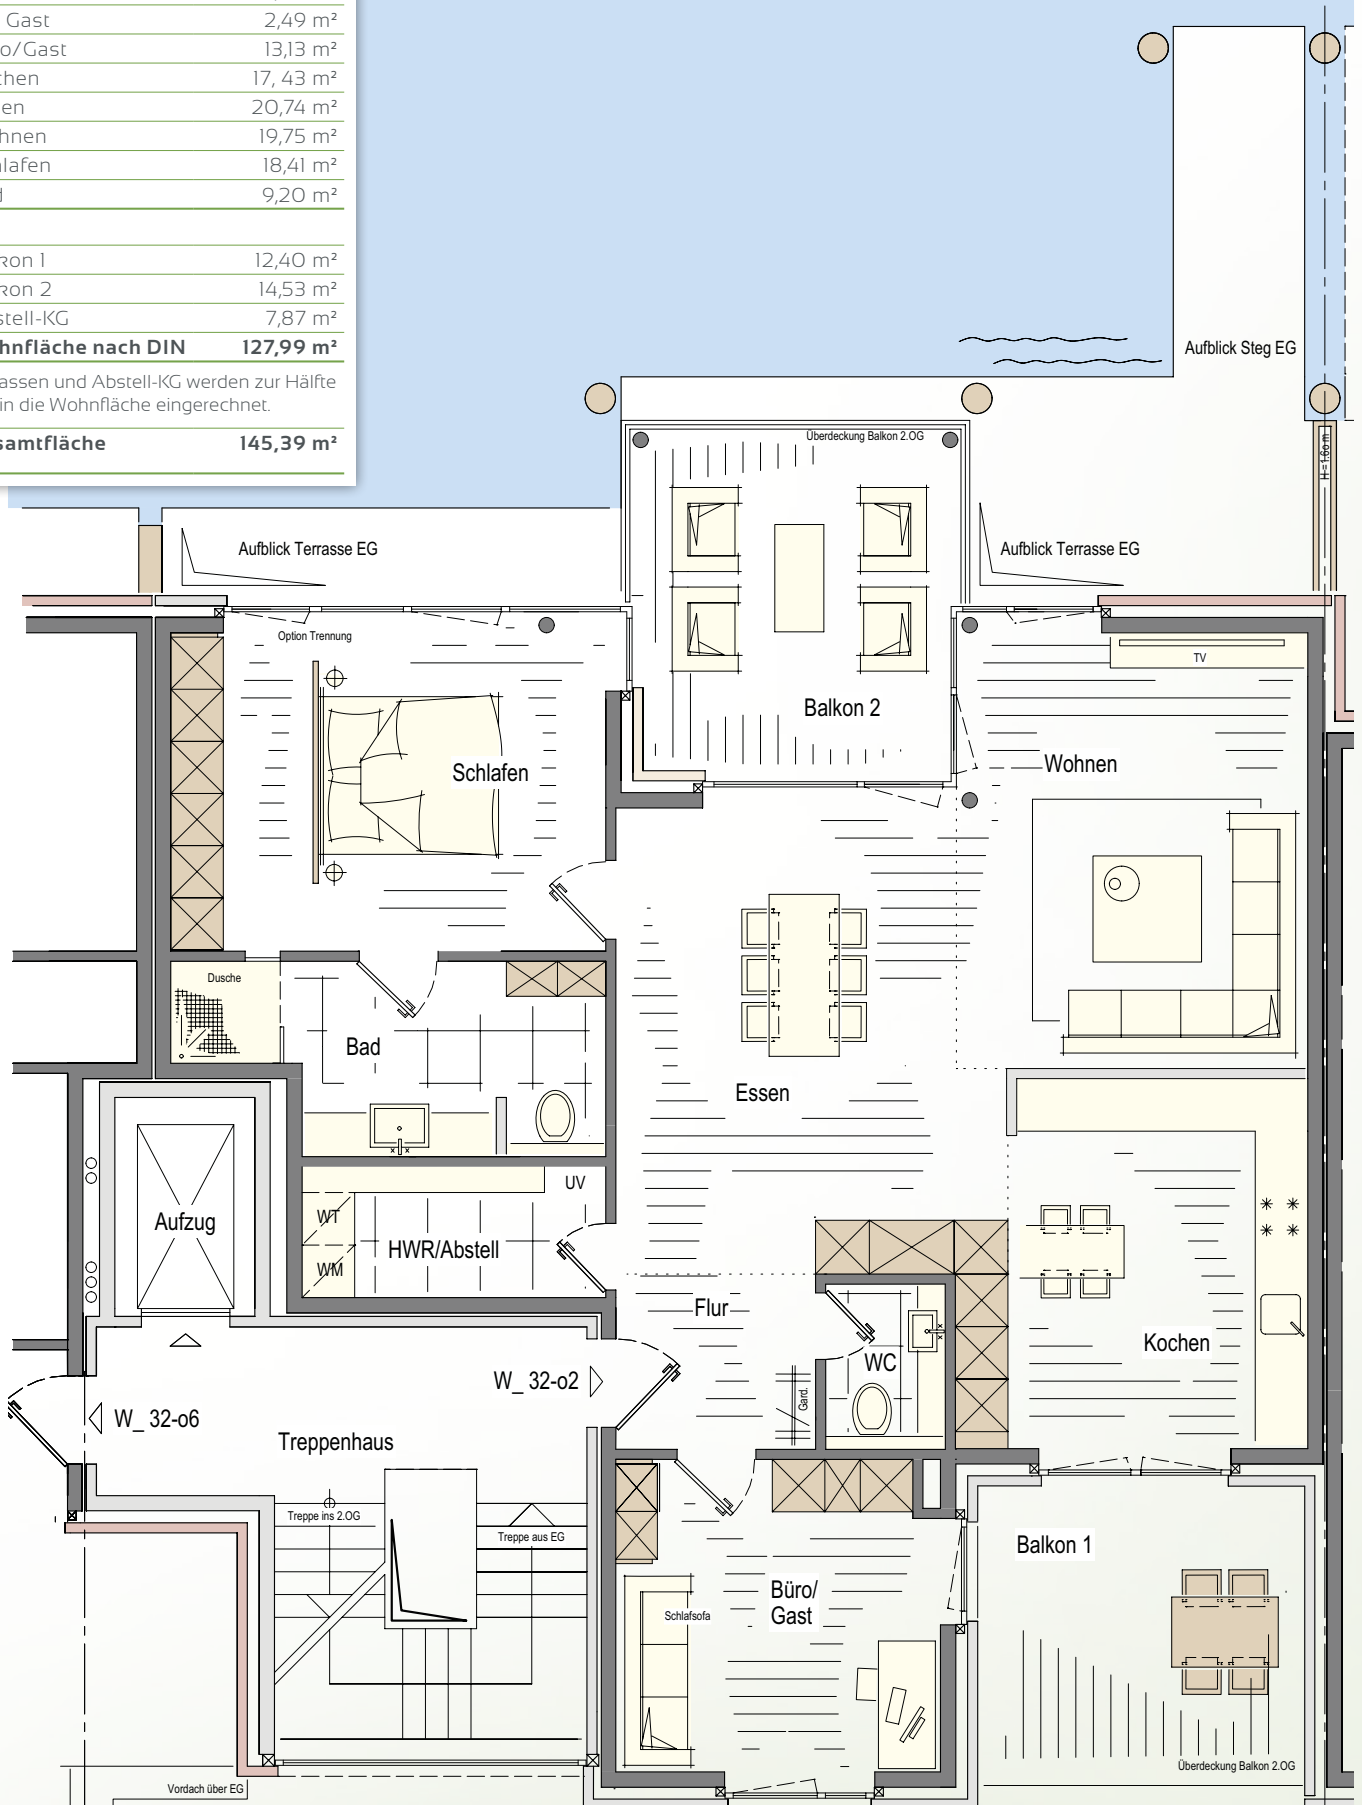 Gast 2,49 m²
o/Gast 13,13 m²
chen 17, 43 m²
en 20,74 m²
hnen 19,75 m²
lafen 18,41 m²
9,20 m²
kon 1 12,40 m²
kon 2 14,53 m²
stell-KG 7,87 m²
hnfläche nach DIN 127,99 m²
assen und Abstell-KG werden zur Hälfte
in die Wohnfläche eingerechnet.
samtfläche 145,39 m²
Aufblick Steg EG
Überdeckung Balkon 2.OG
H=1.60 m
Aufblick Terrasse EG
Aufblick Terrasse EG
Option Trennung
TV
Balkon 2
Wohnen
Schlafen
Dusche
Bad
Essen
UV
WT
Aufzug
HWR/Abstell
WM
Flur
Kochen
WC
W_ 32-o2
Gard.
W_ 32-o6
Treppenhaus
Treppe ins 2.OG
Treppe aus EG
Balkon 1
Büro/
Gast
Schlafsofa
Überdeckung Balkon 2.OG
Vordach über EG